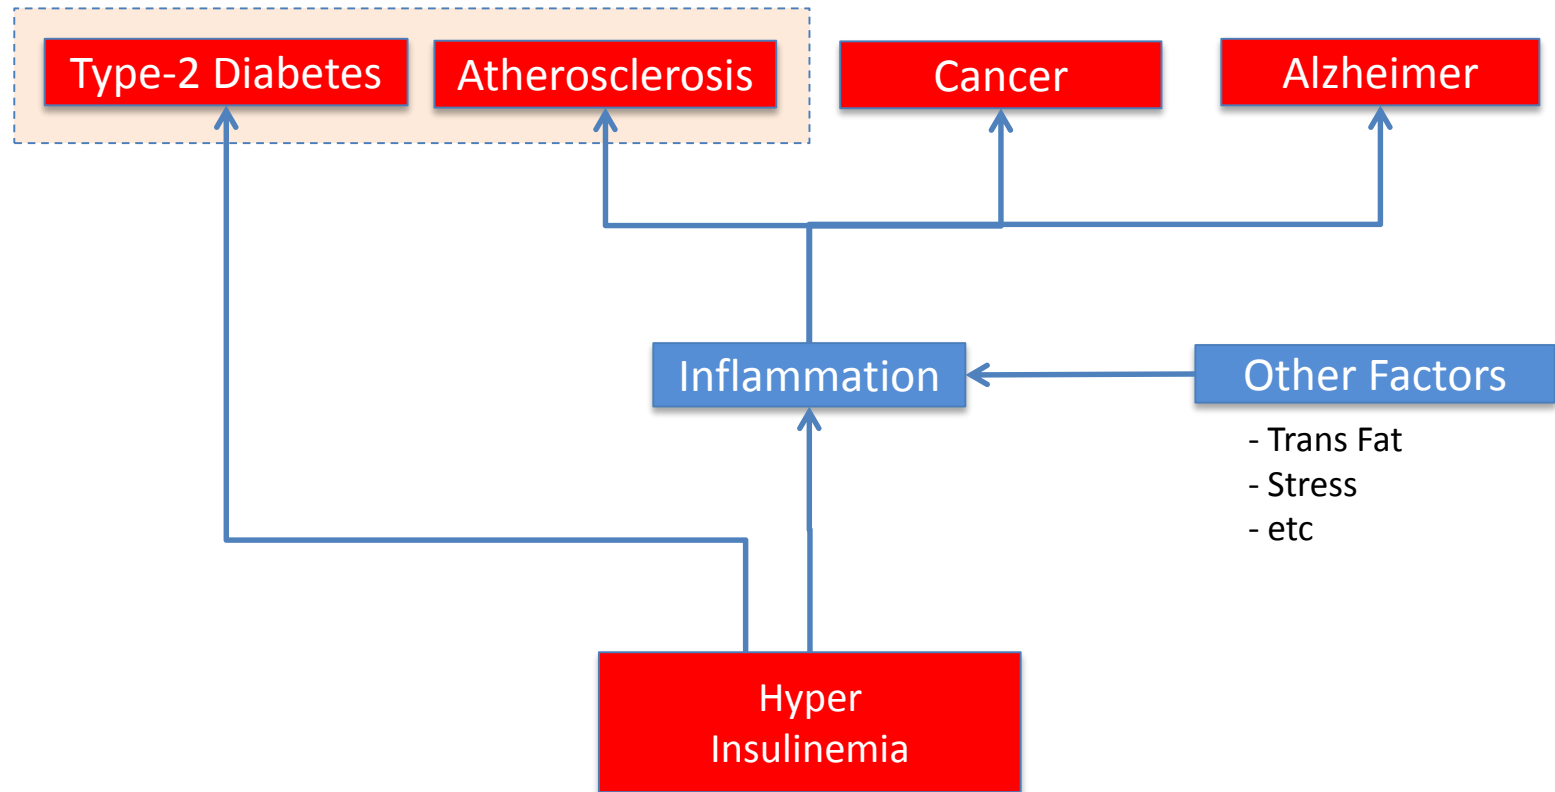 Type-2 Diabetes
Atherosclerosis
Cancer
Alzheimer
Inflammation
Other Factors
- Trans Fat
- Stress
- etc
Hyper
Insulinemia